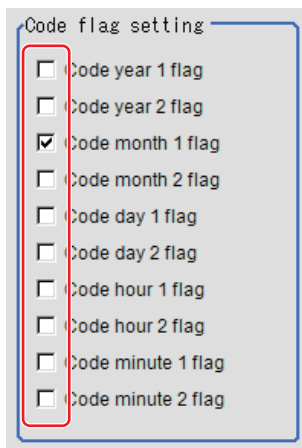 Code flag setting
Code year 1 flag
Code year 2 flag
Code month 1 flag
Code month 2 flag
Code day 1 flag
Code day 2 flag
Code hour 1 flag
Code hour 2 flag
Code minute 1 flag
Code minute 2 flag